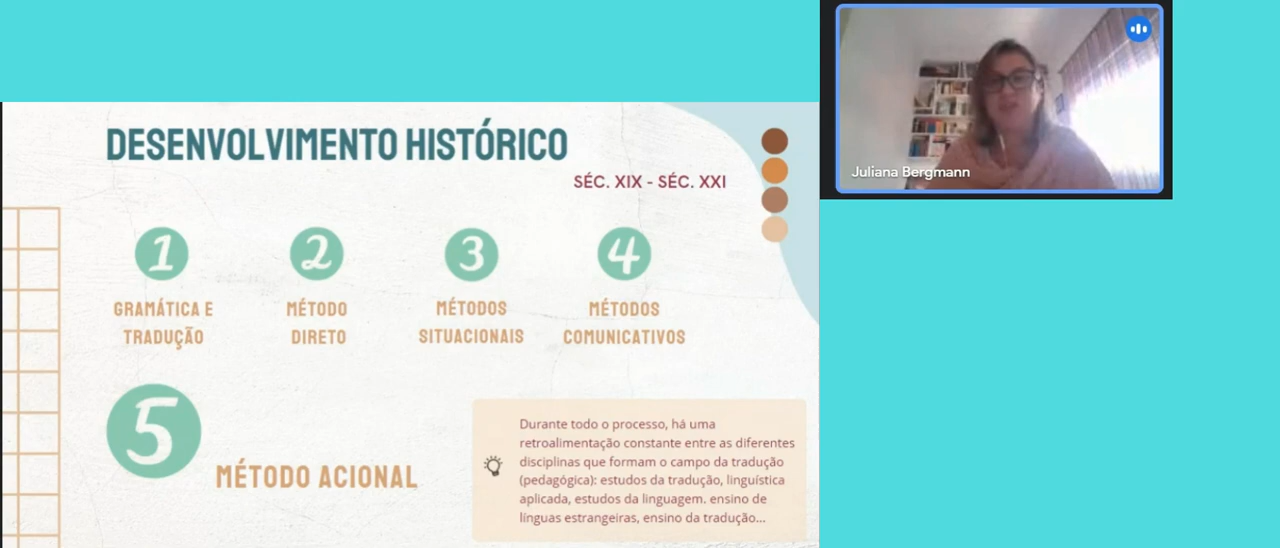 DESENVOLVIMENTO HISTÓRICO
SÉC. XIX - SÉC. XXI
1
GRAMÁTICA E
TRADUÇÃO
2
MÉTODO
DIRETO
3
MÉTODOS
SITUACIONAIS
4
MÉTODOS
COMUNICATIVOS
5
MÉTODO ACIONAL
Durante todo o processo, há uma
retroalimentação constante entre as diferentes
disciplinas que formam o campo da tradução
(pedagógica): estudos da tradução, linguística
aplicada, estudos da linguagem. ensino de
línguas estrangeiras, ensino da tradução...
Juliana Bergmann